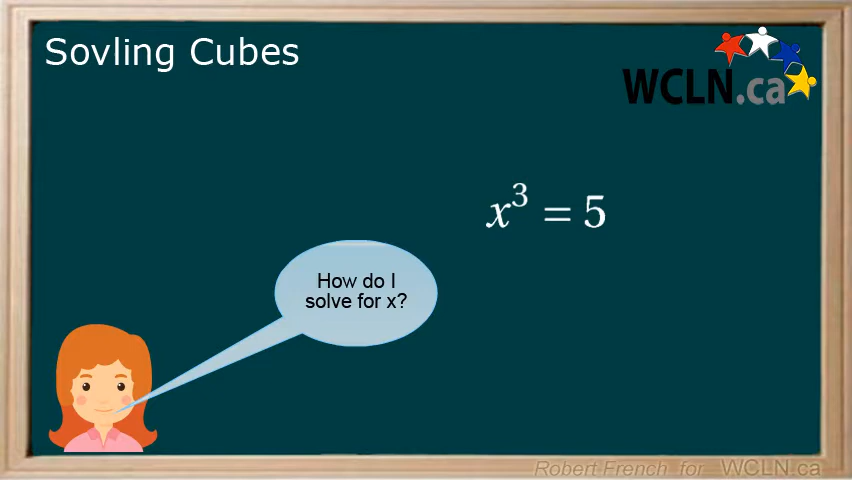 Sovling Cubes
WCLN.ca
x³ = 5
How do I
solve for x?
Robert French for WCLN.ca